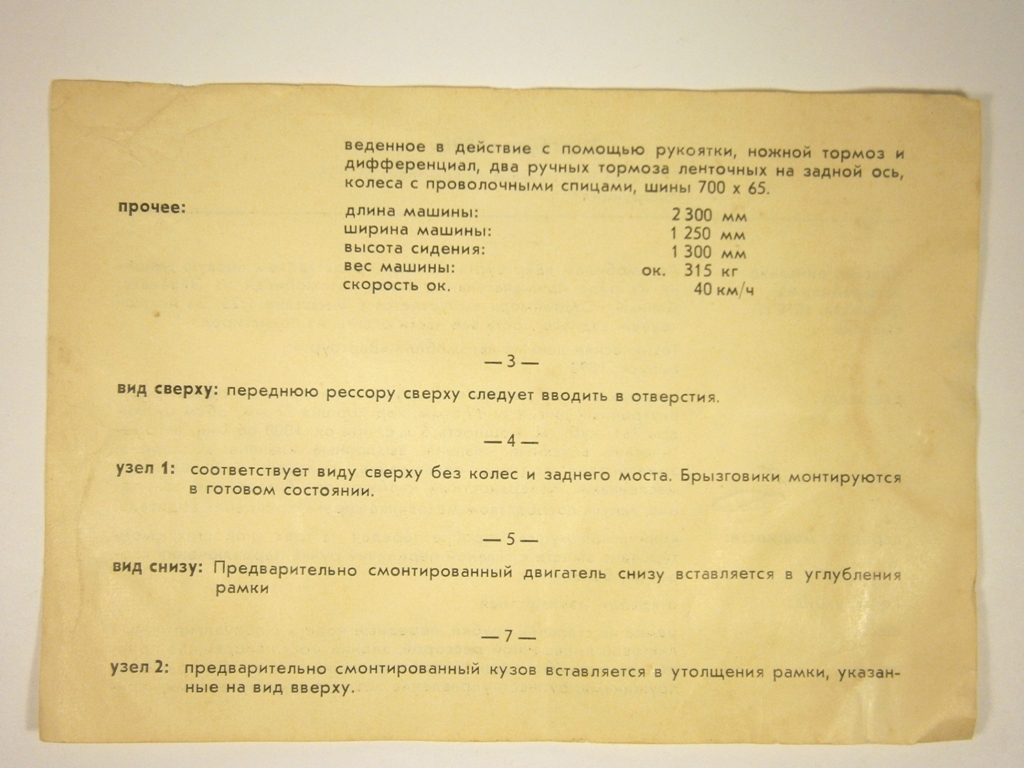 веденное в действие с помощью рукоятки, ножной тормоз и
дифференциал, два ручных тормоза ленточных на задной ось,
колеса с проволочными спицами, шины 700 x 65.
прочее: длина машины: 2 300 мм
ширина машины: 1 250 мм
высота сидения: 1 300 мм
вес машины: ок. 315 кг
скорость ок. 40 км/ч
— 3 —
вид сверху: переднюю рессору сверху следует вводить в отверстия.
— 4 —
узел 1: соответствует виду сверху без колес и заднего моста. Брызговики монтируются
в готовом состоянии.
— 5 —
вид снизу: Предварительно смонтированный двигатель снизу вставляется в углубления
рамки
— 7 —
узел 2: предварительно смонтированный кузов вставляется в утолщения рамки, указан-
ные на вид вверху.